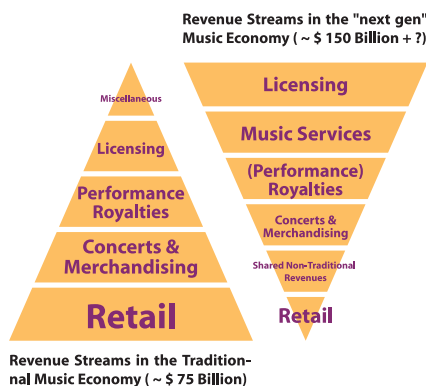 Revenue Streams in the "next gen"
Music Economy ( ~ $ 150 Billion + ?)
Miscellaneous
Licensing
Performance
Royalties
Concerts &
Merchandising
Retail
Licensing
Music Services
(Performance)
Royalties
Concerts &
Merchandising
Shared Non-Traditional
Revenues
Retail
Revenue Streams in the Tradition-
nal Music Economy ( ~ $ 75 Billion)